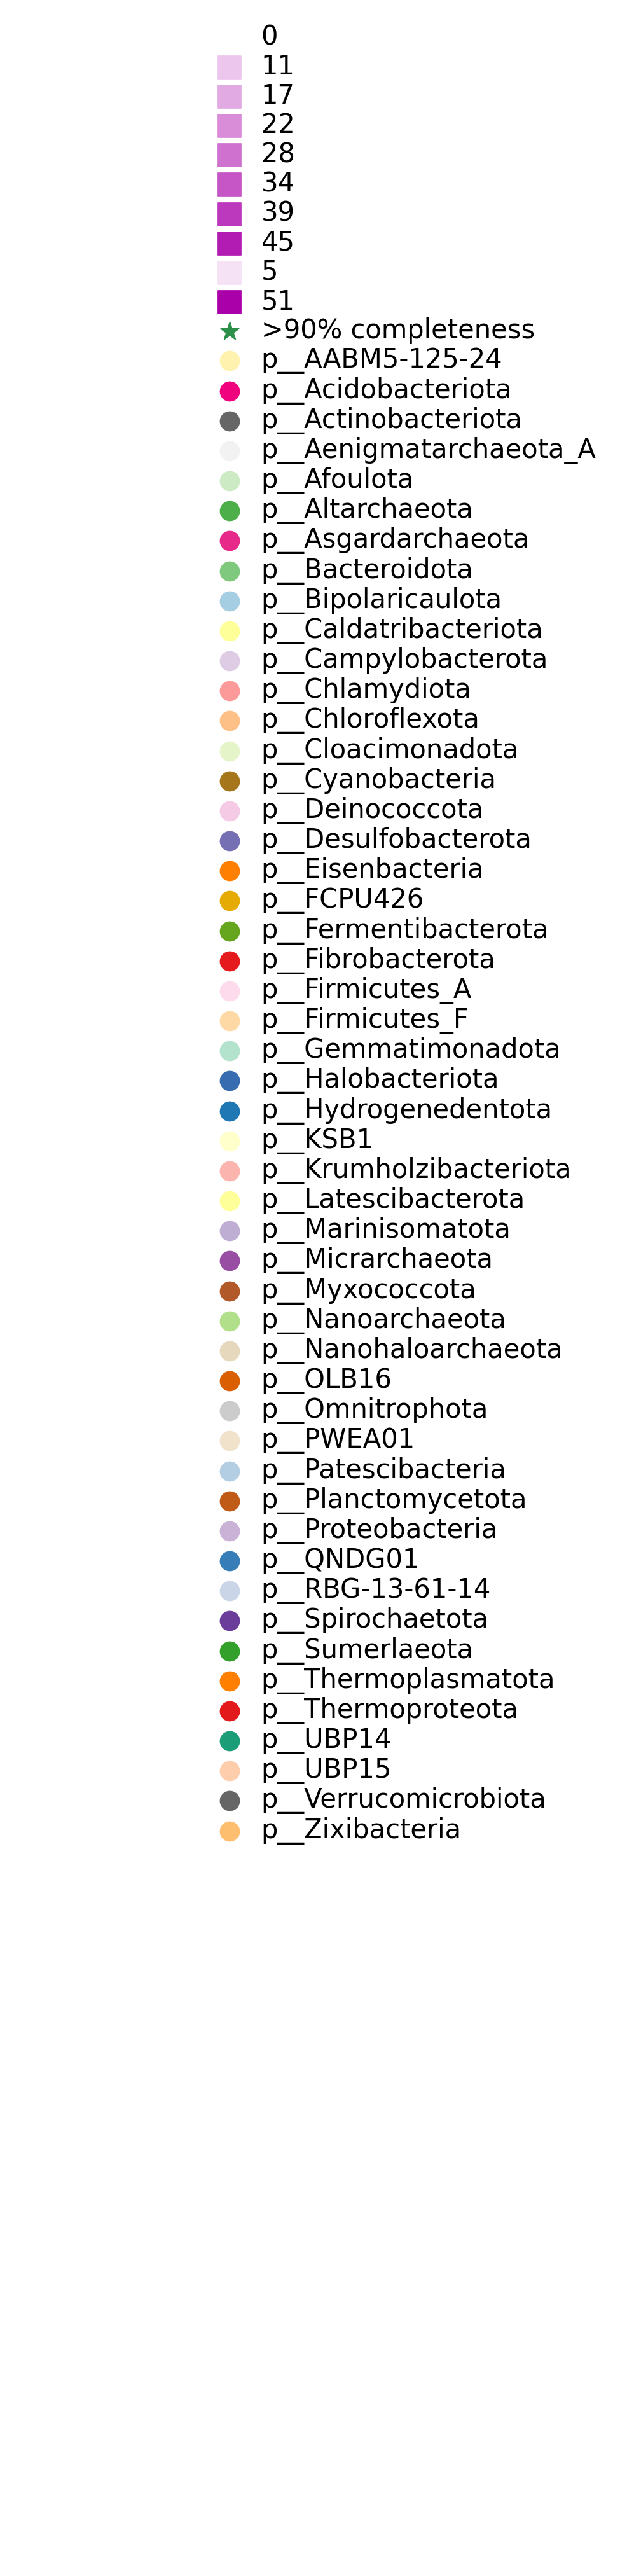 0
11
17
22
28
34
39
45
5
51
>90% completeness
p__AABM5-125-24
p__Acidobacteriota
p__Actinobacteriota
p__Aenigmatarchaeota_A
p__Afoulota
p__Altarchaeota
p__Asgardarchaeota
p__Bacteroidota
p__Bipolaricaulota
p__Caldatribacteriota
p__Campylobacterota
p__Chlamydiota
p__Chloroflexota
p__Cloacimonadota
p__Cyanobacteria
p__Deinococcota
p__Desulfobacterota
p__Eisenbacteria
p__FCPU426
p__Fermentibacterota
p__Fibrobacterota
p__Firmicutes_A
p__Firmicutes_F
p__Gemmatimonadota
p__Halobacteriota
p__Hydrogenedentota
p__KSB1
p__Krumholzibacteriota
p__Latescibacterota
p__Marinisomatota
p__Micrarchaeota
p__Myxococcota
p__Nanoarchaeota
p__Nanohaloarchaeota
p__OLB16
p__Omnitrophota
p__PWEA01
p__Patescibacteria
p__Planctomycetota
p__Proteobacteria
p__QNDG01
p__RBG-13-61-14
p__Spirochaetota
p__Sumerlaeota
p__Thermoplasmatota
p__Thermoproteota
p__UBP14
p__UBP15
p__Verrucomicrobiota
p__Zixibacteria